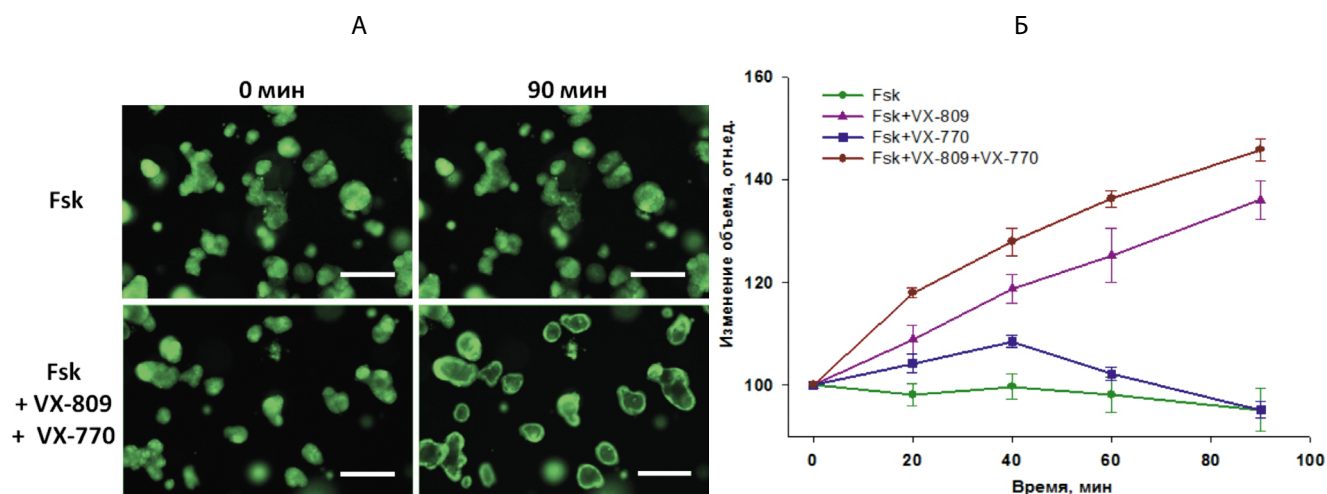 А
Б
0 мин
90 мин
Fsk
Fsk
+ VX-809
+ VX-770
Изменение объема, отн.ед.
160
140
120
100
Fsk
Fsk+VX-809
Fsk+VX-770
Fsk+VX-809+VX-770
0
20
40
60
80
100
Время, мин